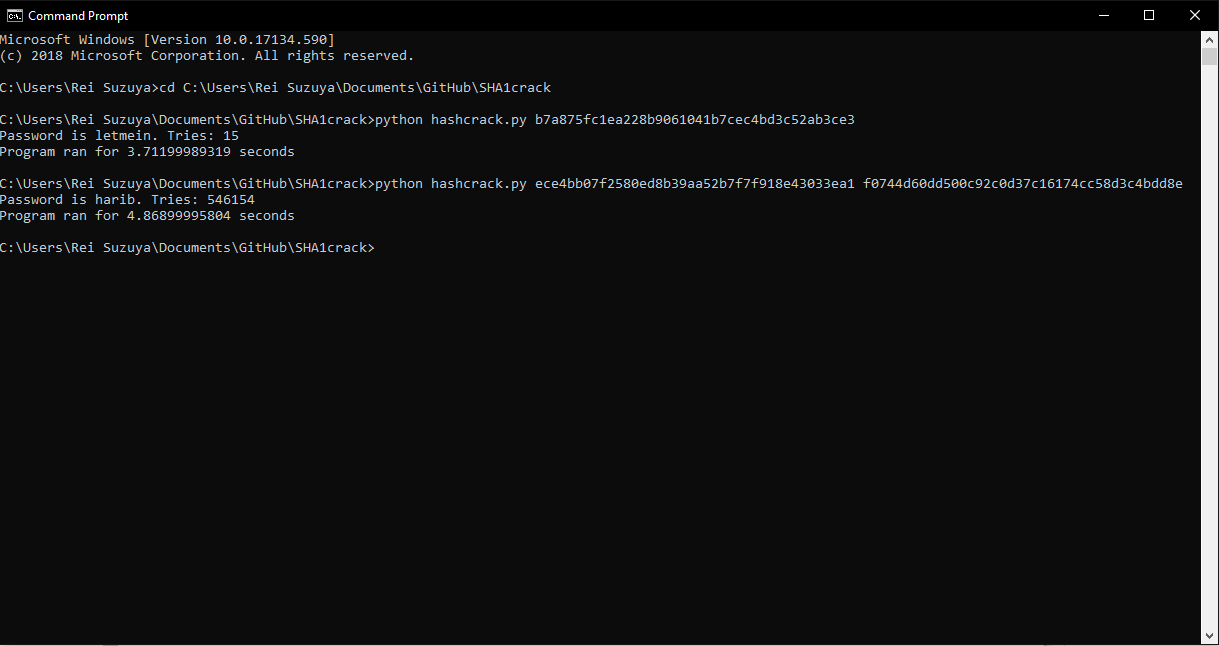 Command Prompt
Microsoft Windows [Version 10.0.17134.590]
(c) 2018 Microsoft Corporation. All rights reserved.
C:\Users\Rei Suzuya>cd C:\Users\Rei Suzuya\Documents\GitHub\SHA1crack
C:\Users\Rei Suzuya\Documents\GitHub\SHA1crack>python hashcrack.py b7a875fc1ea228b9061041b7cec4bd3c52ab3ce3
Password is letmein. Tries: 15
Program ran for 3.71199989319 seconds
C:\Users\Rei Suzuya\Documents\GitHub\SHA1crack>python hashcrack.py ece4bb07f2580ed8b39aa52b7f7f918e43033ea1 f0744d60dd500c92c0d37c16174cc58d3c4bdd8e
Password is harib. Tries: 546154
Program ran for 4.86899995804 seconds
C:\Users\Rei Suzuya\Documents\GitHub\SHA1crack>